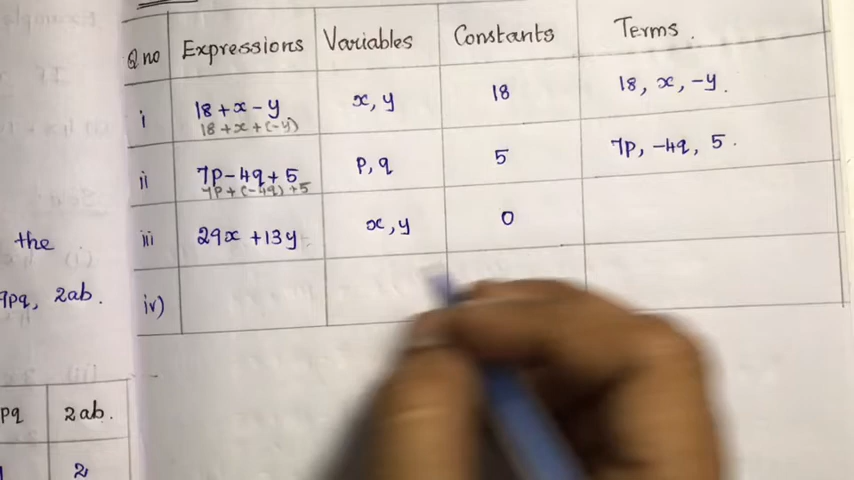 Q no Expressions Variables Constants Terms.
i 18 + x - y x, y 18 18, x, -y.
18 + x + (-y)
ii 7p - 4q + 5 p, q 5 7p, -4q, 5.
7p + (-4q) + 5
iii 29x + 13y x, y 0
iv)
the
7pq, 2ab.
pq 2ab.
2